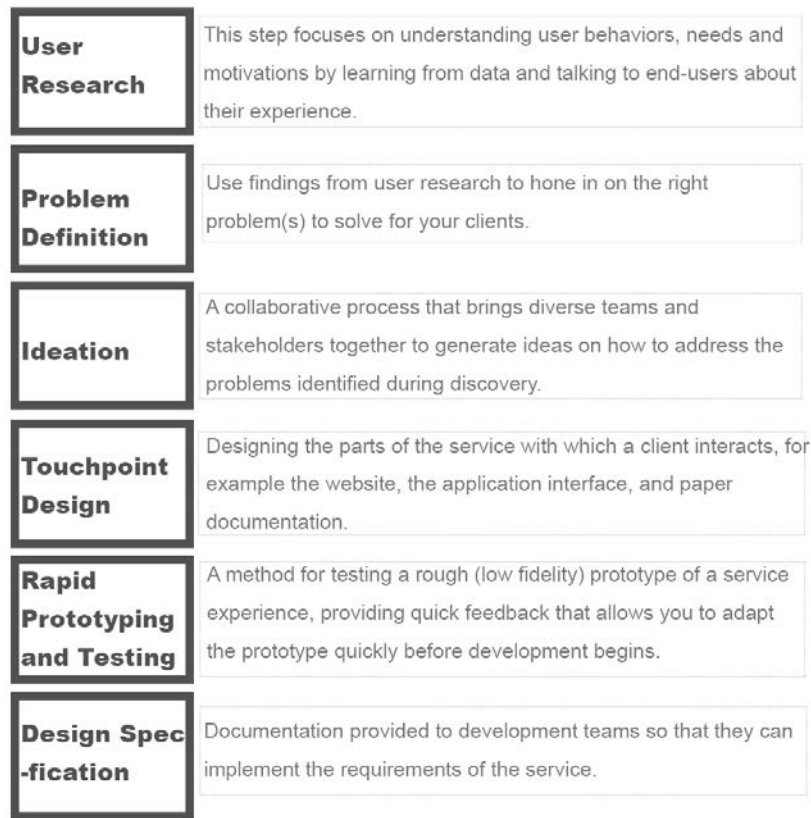 User
Research
This step focuses on understanding user behaviors, needs and
motivations by learning from data and talking to end-users about
their experience.
Problem
Definition
Use findings from user research to hone in on the right
problem(s) to solve for your clients.
Ideation
A collaborative process that brings diverse teams and
stakeholders together to generate ideas on how to address the
problems identified during discovery.
Touchpoint
Design
Designing the parts of the service with which a client interacts, for
example the website, the application interface, and paper
documentation.
Rapid
Prototyping
and Testing
A method for testing a rough (low fidelity) prototype of a service
experience, providing quick feedback that allows you to adapt
the prototype quickly before development begins.
Design Spec
-fication
Documentation provided to development teams so that they can
implement the requirements of the service.